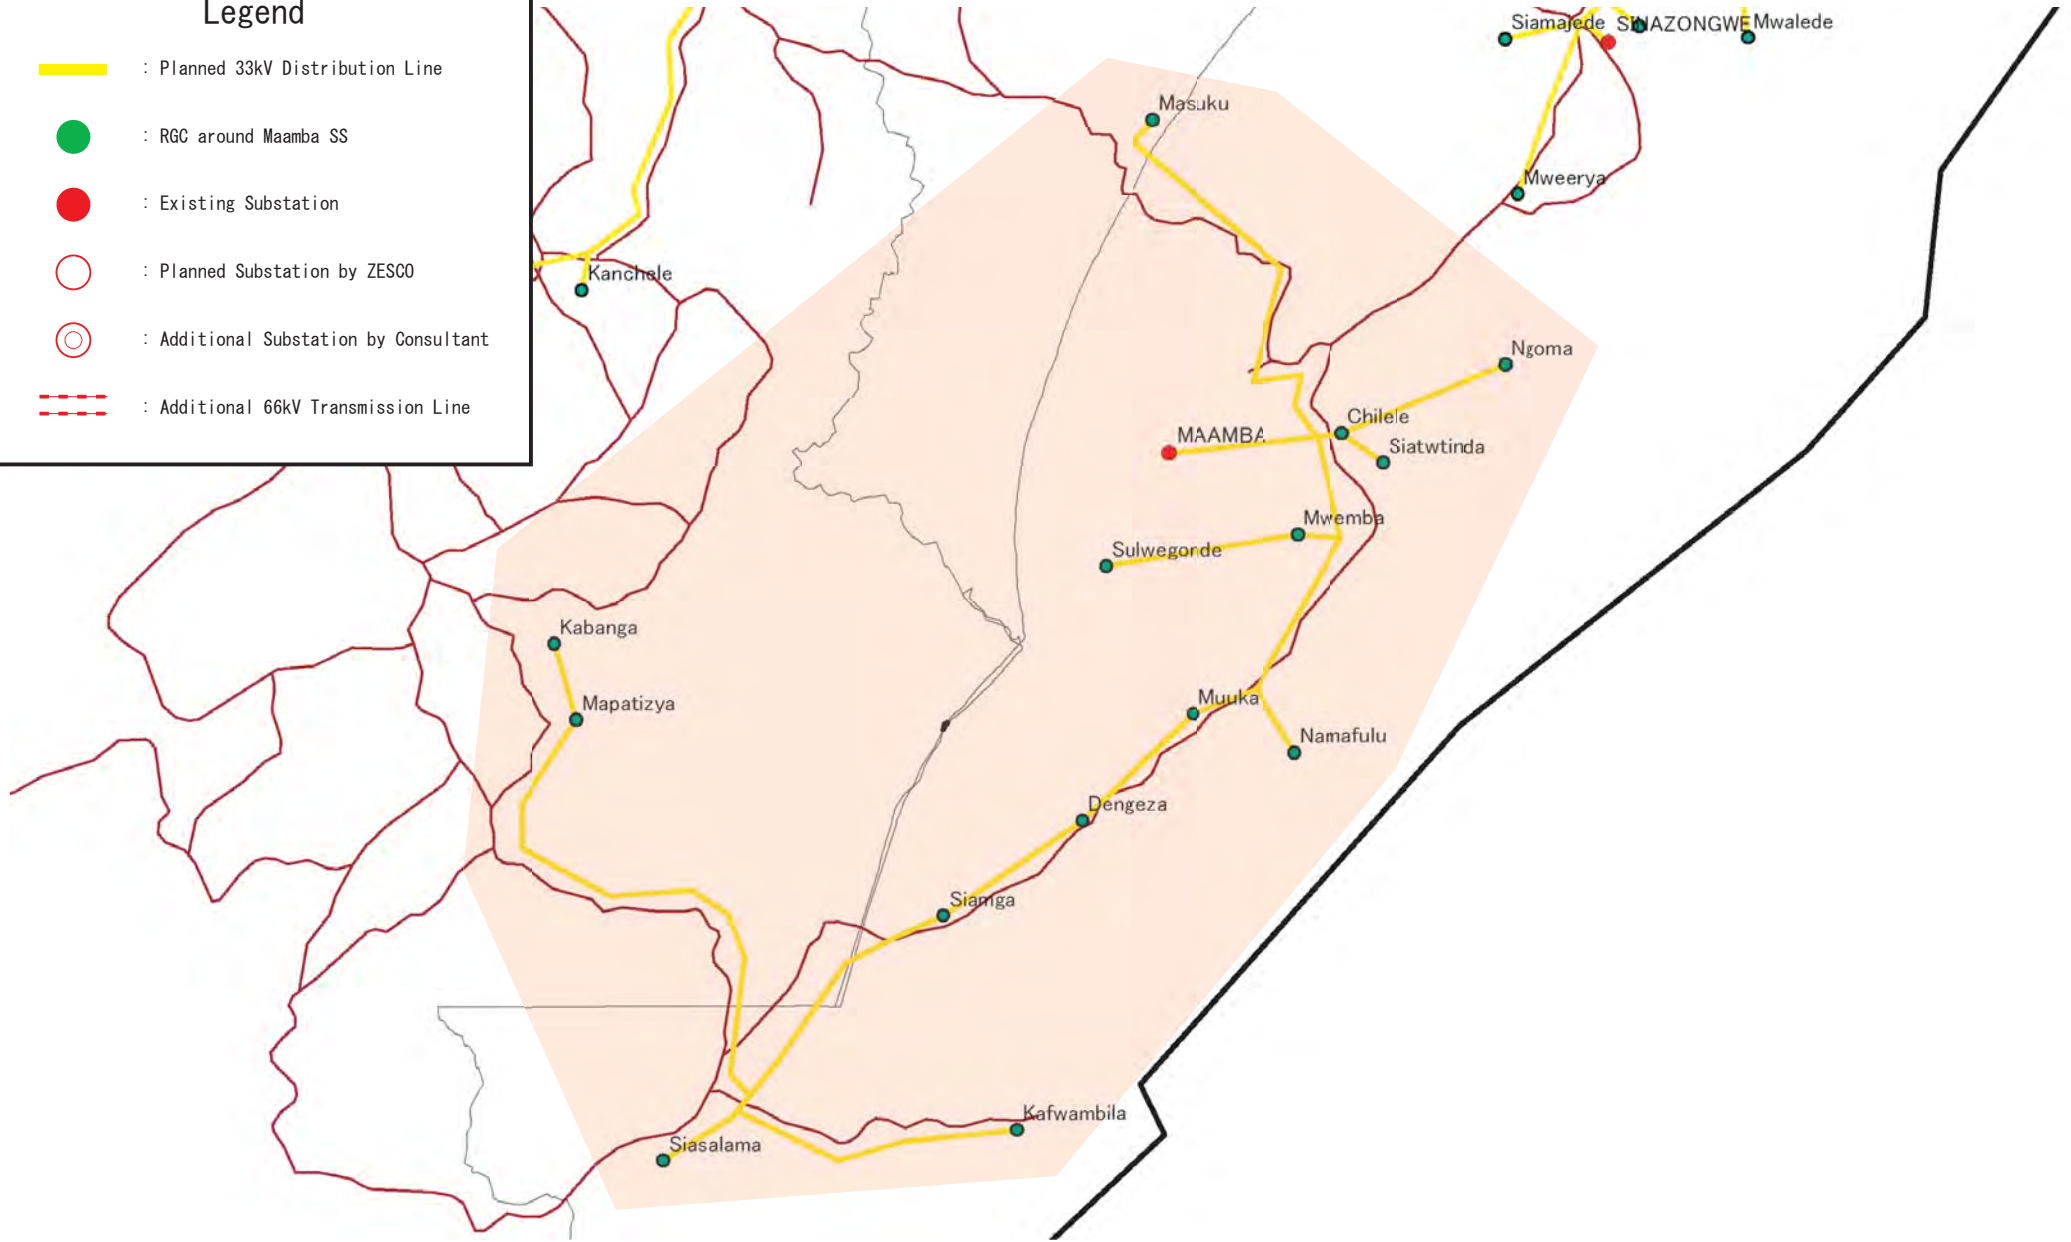 Legend
: Planned 33kV Distribution Line
: RGC around Maamba SS
: Existing Substation
: Planned Substation by ZESCO
: Additional Substation by Consultant
: Additional 66kV Transmission Line
Siamajede
SINAZONGWE
Mwalede
Masuku
Mweerya
Kanchele
Ngoma
Chilele
MAAMBA
Siatwtinda
Mwemba
Sulwegorde
Kabanga
Mapatizya
Muuka
Namafulu
Dengeza
Siamga
Kafwambila
Siasalama